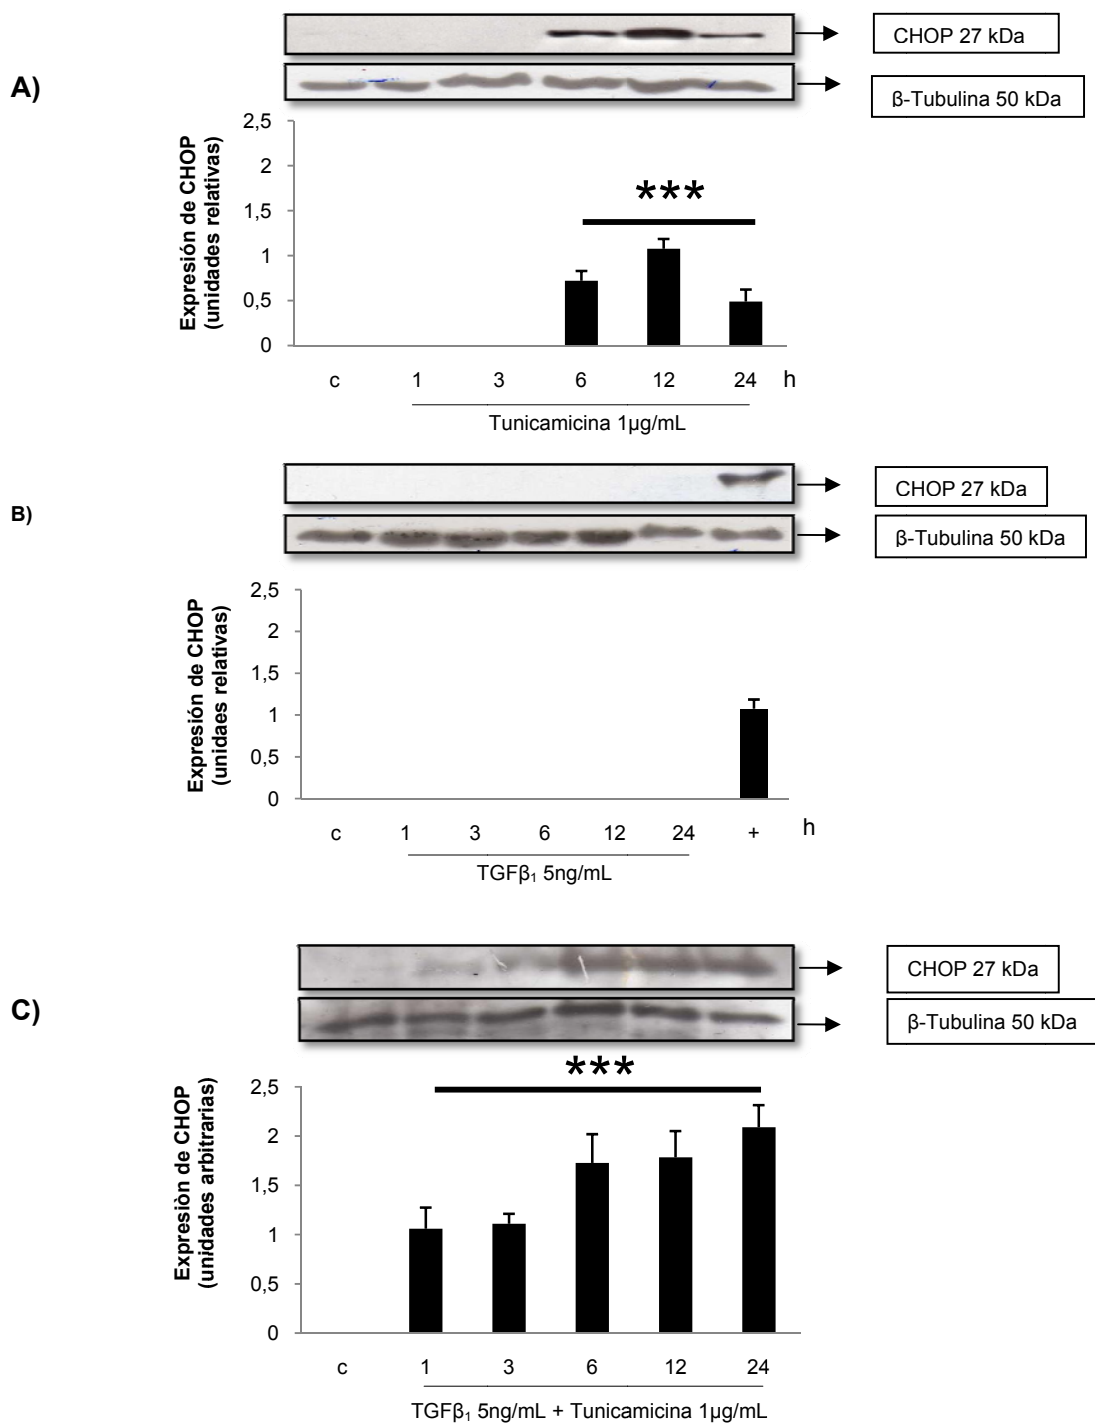 CHOP 27 kDa
A)
β-Tubulina 50 kDa
Expresión de CHOP
(unidades relativas)
2,5
2
1,5
1
0,5
0
***
c 1 3 6 12 24 h
Tunicamicina 1µg/mL
CHOP 27 kDa
B)
β-Tubulina 50 kDa
Expresión de CHOP
(unidaes relativas)
2,5
2
1,5
1
0,5
0
c 1 3 6 12 24 + h
TGFβ₁ 5ng/mL
CHOP 27 kDa
C)
β-Tubulina 50 kDa
***
Expresiòn de CHOP
(unidades arbitrarias)
2,5
2
1,5
1
0,5
0
c 1 3 6 12 24
TGFβ₁ 5ng/mL + Tunicamicina 1µg/mL